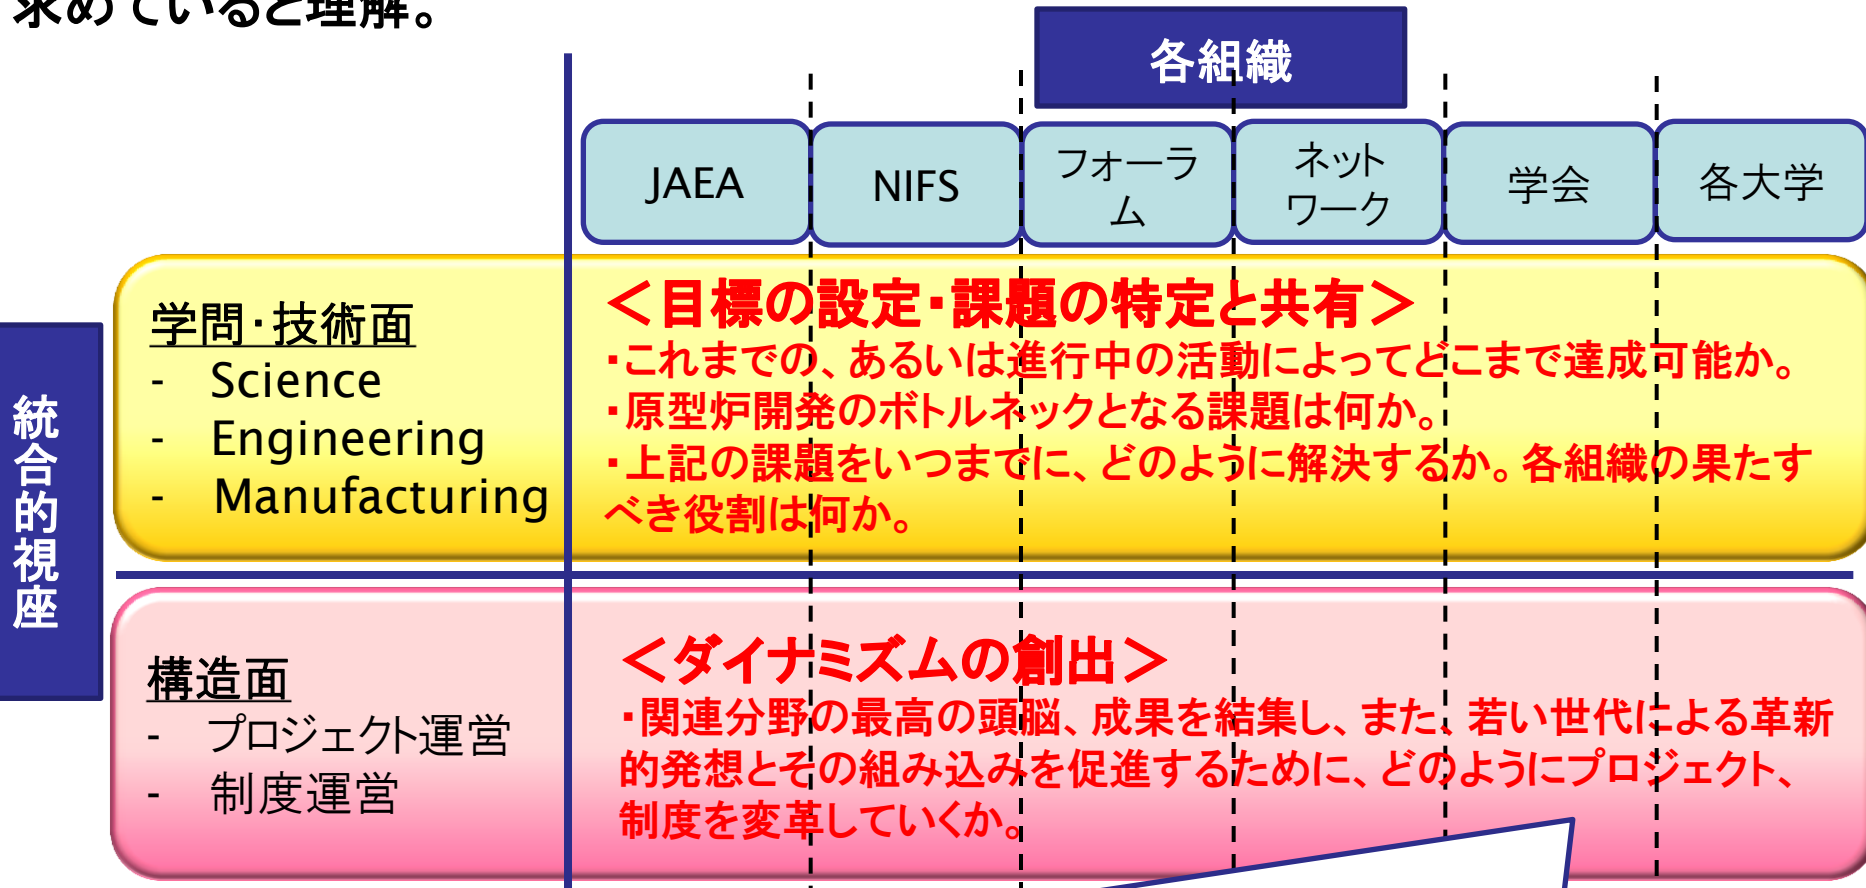 求めていると理解。
各組織
JAEA
NIFS
フォーラ
ム
ネット
ワーク
学会
各大学
統合的視座
学問・技術面
- Science
- Engineering
- Manufacturing
＜目標の設定・課題の特定と共有＞
・これまでの、あるいは進行中の活動によってどこまで達成可能か。
・原型炉開発のボトルネックとなる課題は何か。
・上記の課題をいつまでに、どのように解決するか。各組織の果たす
べき役割は何か。
構造面
- プロジェクト運営
- 制度運営
＜ダイナミズムの創出＞
・関連分野の最高の頭脳、成果を結集し、また、若い世代による革新
的発想とその組み込みを促進するために、どのようにプロジェクト、
制度を変革していくか。